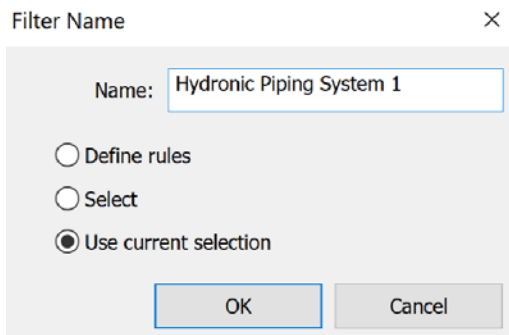 Filter Name
Name: Hydronic Piping System 1
Define rules
Select
Use current selection
OK Cancel